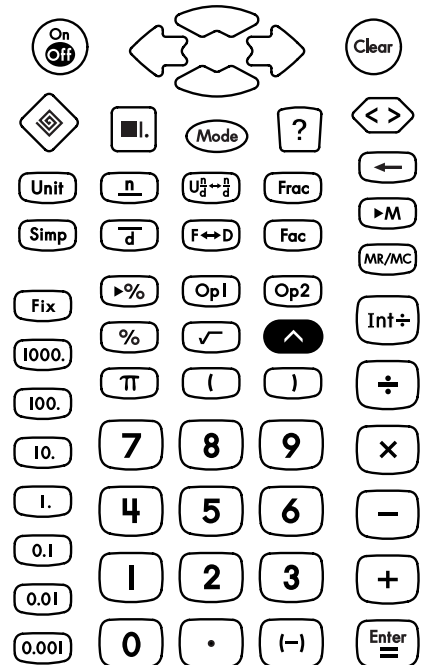 On
Off
Clear
?
Mode
< >
←
Unit
n
U n/d ↔ n/d
Frac
▸M
Simp
d
F↔D
Fac
MR/MC
▸%
Op1
Op2
Fix
Int÷
%
√
^
1000.
π
(
)
÷
100.
7
8
9
×
10.
4
5
6
−
1.
0.1
1
2
3
+
0.01
0
.
(−)
Enter
=
0.001